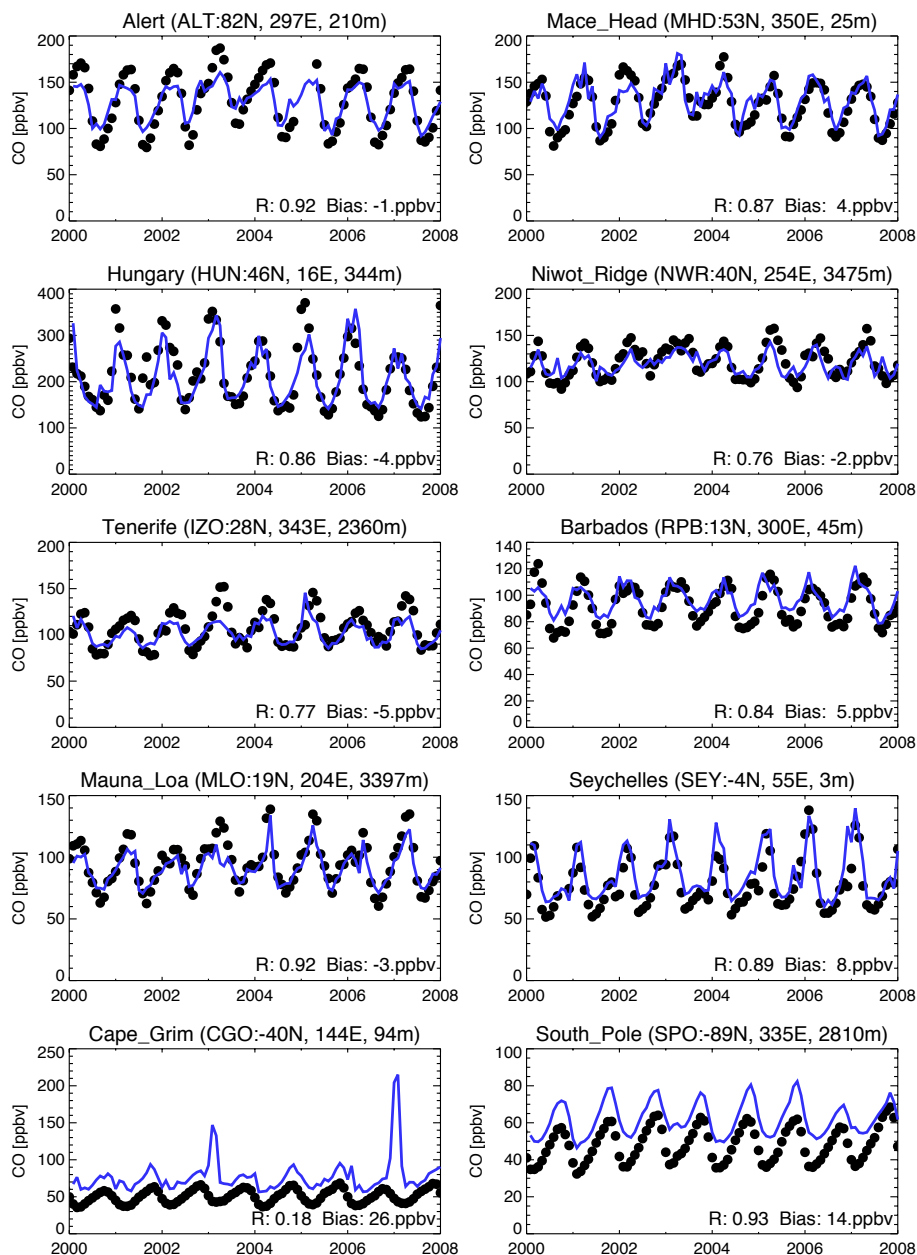 Alert (ALT:82N, 297E, 210m)
200
150
100
50
0
CO [ppbv]
R: 0.92 Bias: -1.ppbv
2000 2002 2004 2006 2008
Mace_Head (MHD:53N, 350E, 25m)
200
150
100
50
0
CO [ppbv]
R: 0.87 Bias: 4.ppbv
2000 2002 2004 2006 2008
Hungary (HUN:46N, 16E, 344m)
400
300
200
100
0
CO [ppbv]
R: 0.86 Bias: -4.ppbv
2000 2002 2004 2006 2008
Niwot_Ridge (NWR:40N, 254E, 3475m)
200
150
100
50
0
CO [ppbv]
R: 0.76 Bias: -2.ppbv
2000 2002 2004 2006 2008
Tenerife (IZO:28N, 343E, 2360m)
200
150
100
50
0
CO [ppbv]
R: 0.77 Bias: -5.ppbv
2000 2002 2004 2006 2008
Barbados (RPB:13N, 300E, 45m)
140
120
100
80
60
40
20
0
CO [ppbv]
R: 0.84 Bias: 5.ppbv
2000 2002 2004 2006 2008
Mauna_Loa (MLO:19N, 204E, 3397m)
150
100
50
0
CO [ppbv]
R: 0.92 Bias: -3.ppbv
2000 2002 2004 2006 2008
Seychelles (SEY:-4N, 55E, 3m)
150
100
50
0
CO [ppbv]
R: 0.89 Bias: 8.ppbv
2000 2002 2004 2006 2008
Cape_Grim (CGO:-40N, 144E, 94m)
250
200
150
100
50
0
CO [ppbv]
R: 0.18 Bias: 26.ppbv
2000 2002 2004 2006 2008
South_Pole (SPO:-89N, 335E, 2810m)
100
80
60
40
20
0
CO [ppbv]
R: 0.93 Bias: 14.ppbv
2000 2002 2004 2006 2008